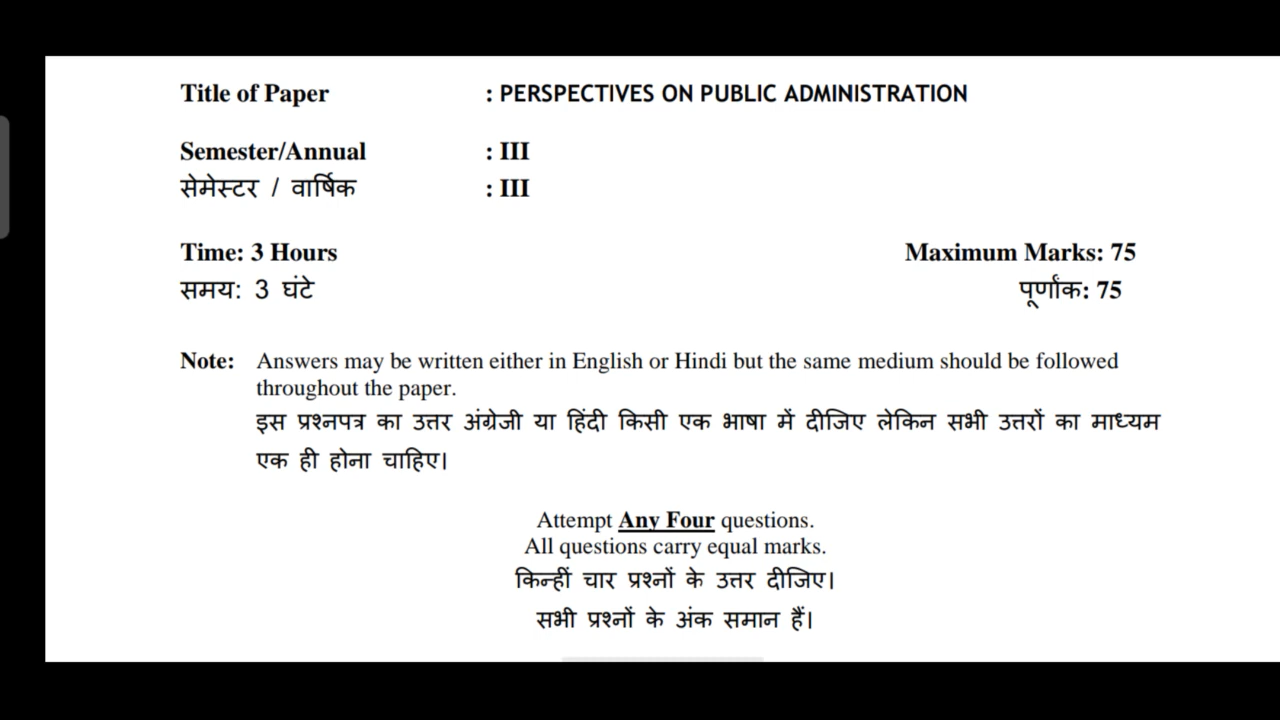 Title of Paper : PERSPECTIVES ON PUBLIC ADMINISTRATION
Semester/Annual : III
सेमेस्टर / वार्षिक : III
Time: 3 Hours Maximum Marks: 75
समय: 3 घंटे पूर्णांक: 75
Note: Answers may be written either in English or Hindi but the same medium should be followed
throughout the paper.
इस प्रश्नपत्र का उत्तर अंग्रेजी या हिंदी किसी एक भाषा में दीजिए लेकिन सभी उत्तरों का माध्यम
एक ही होना चाहिए।
Attempt Any Four questions.
All questions carry equal marks.
किन्हीं चार प्रश्नों के उत्तर दीजिए।
सभी प्रश्नों के अंक समान हैं।